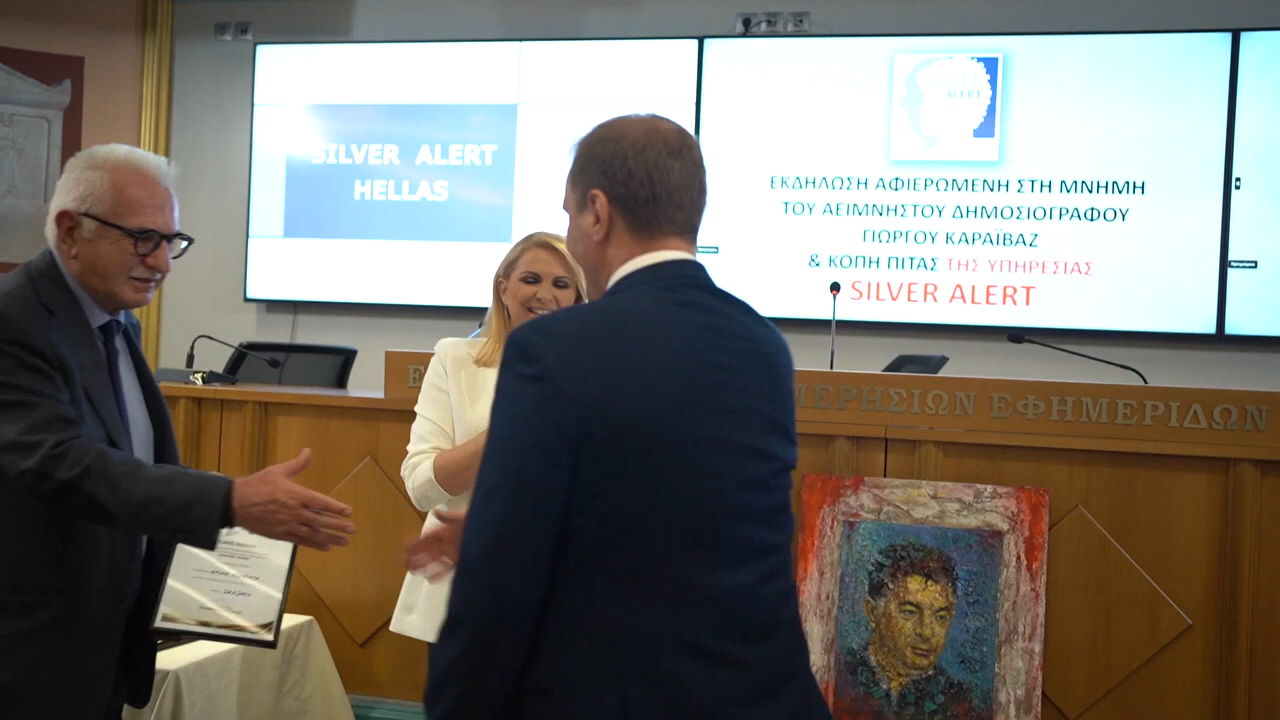 SILVER ALERT
HELLAS
SILVER
ALERT
ΕΚΔΗΛΩΣΗ ΑΦΙΕΡΩΜΕΝΗ ΣΤΗ ΜΝΗΜΗ
ΤΟΥ ΑΕΙΜΝΗΣΤΟΥ ΔΗΜΟΣΙΟΓΡΑΦΟΥ
ΓΙΩΡΓΟΥ ΚΑΡΑΪΒΑΖ
& ΚΟΠΗ ΠΙΤΑΣ ΤΗΣ ΥΠΗΡΕΣΙΑΣ
SILVER ALERT
ΜΕΡΗΣΙΩΝ ΕΦΗΜΕΡΙΔΩΝ